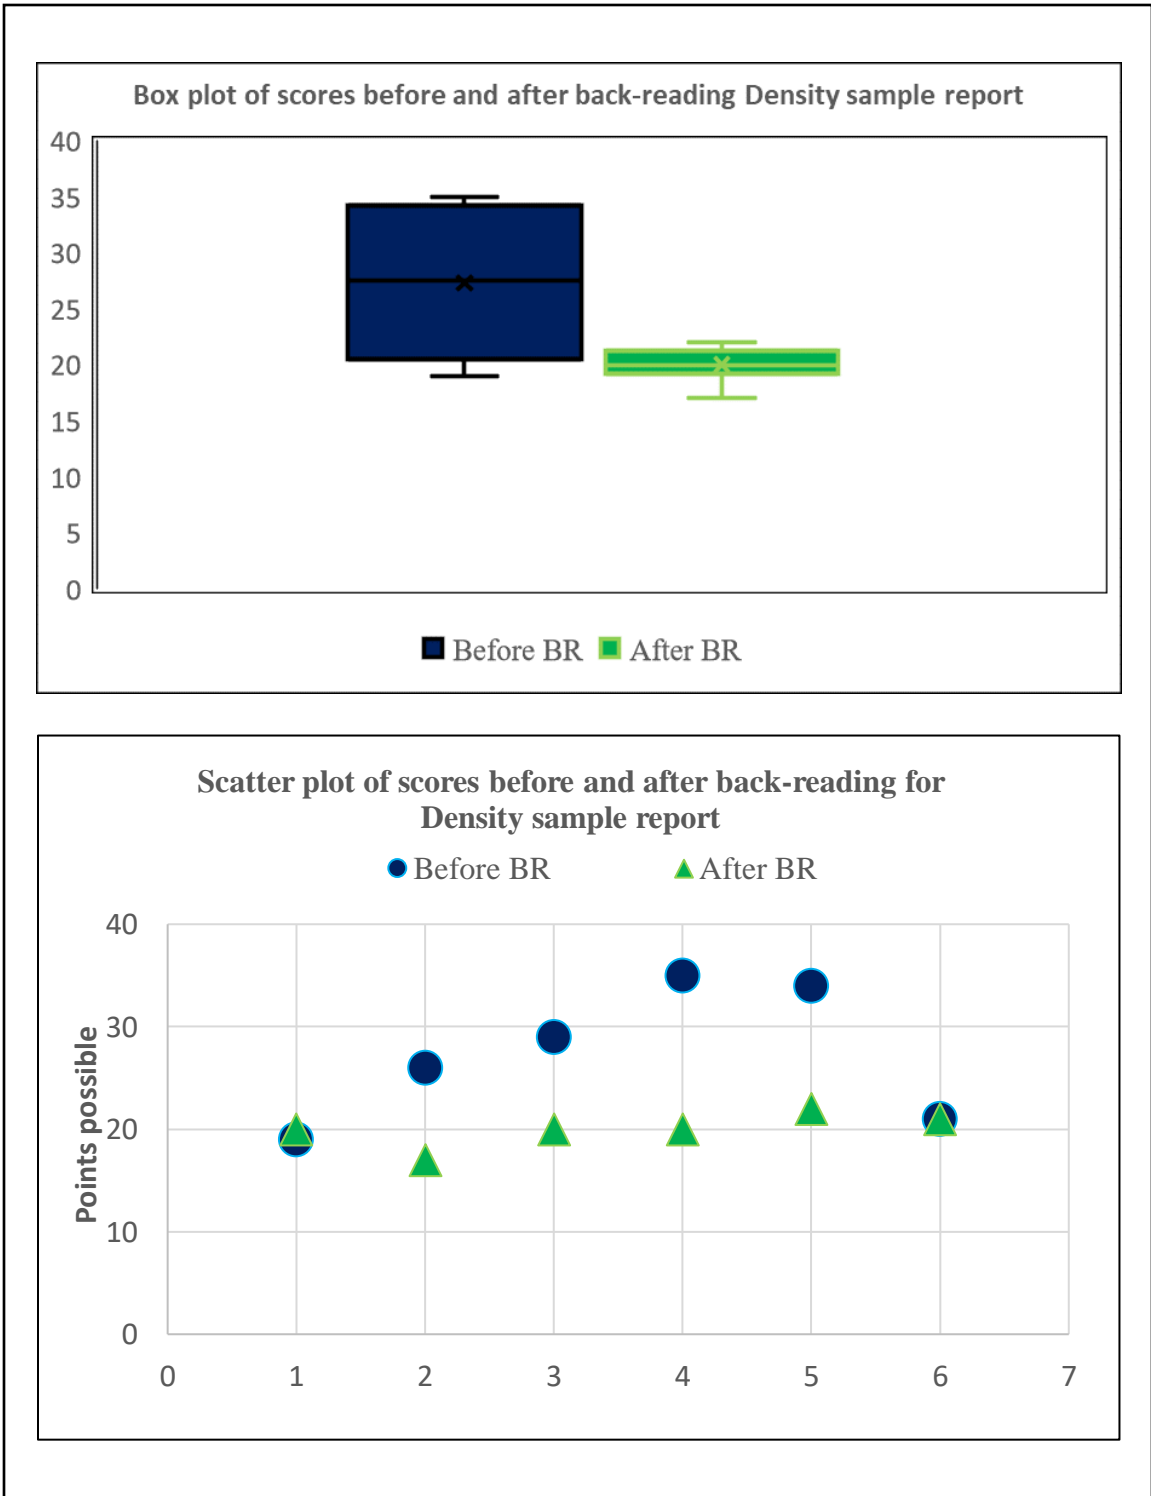 Box plot of scores before and after back-reading Density sample report
40
35
30
25
20
15
10
5
0
Before BR After BR
Scatter plot of scores before and after back-reading for
Density sample report
Before BR After BR
Points possible
40
30
20
10
0
0 1 2 3 4 5 6 7